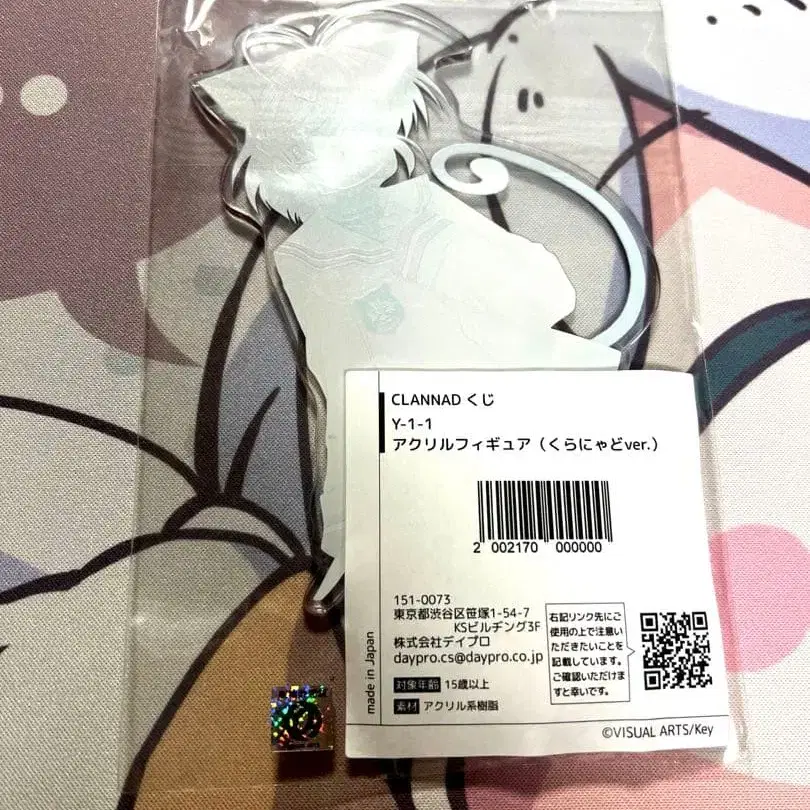 CLANNAD くじ
Y-1-1
アクリルフィギュア（くらにゃどver.）
2 002170 000000
151-0073
東京都渋谷区笹塚1-54-7
KSビルヂング3F
株式会社デイプロ
daypro.cs@daypro.co.jp
右記リンク先にご
使用の上で注意い
ただきたいことを
記載しています。
ご確認いただけま
すと幸いです。
made in Japan
対象年齢 15歳以上
素材 アクリル系樹脂
©VISUAL ARTS/Key